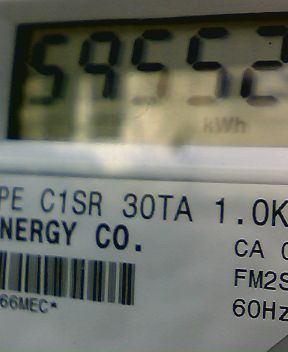 59552
kWh
PE C1SR 30TA 1.0K
NERGY CO.
CA
FM2S
66MEC*
60Hz